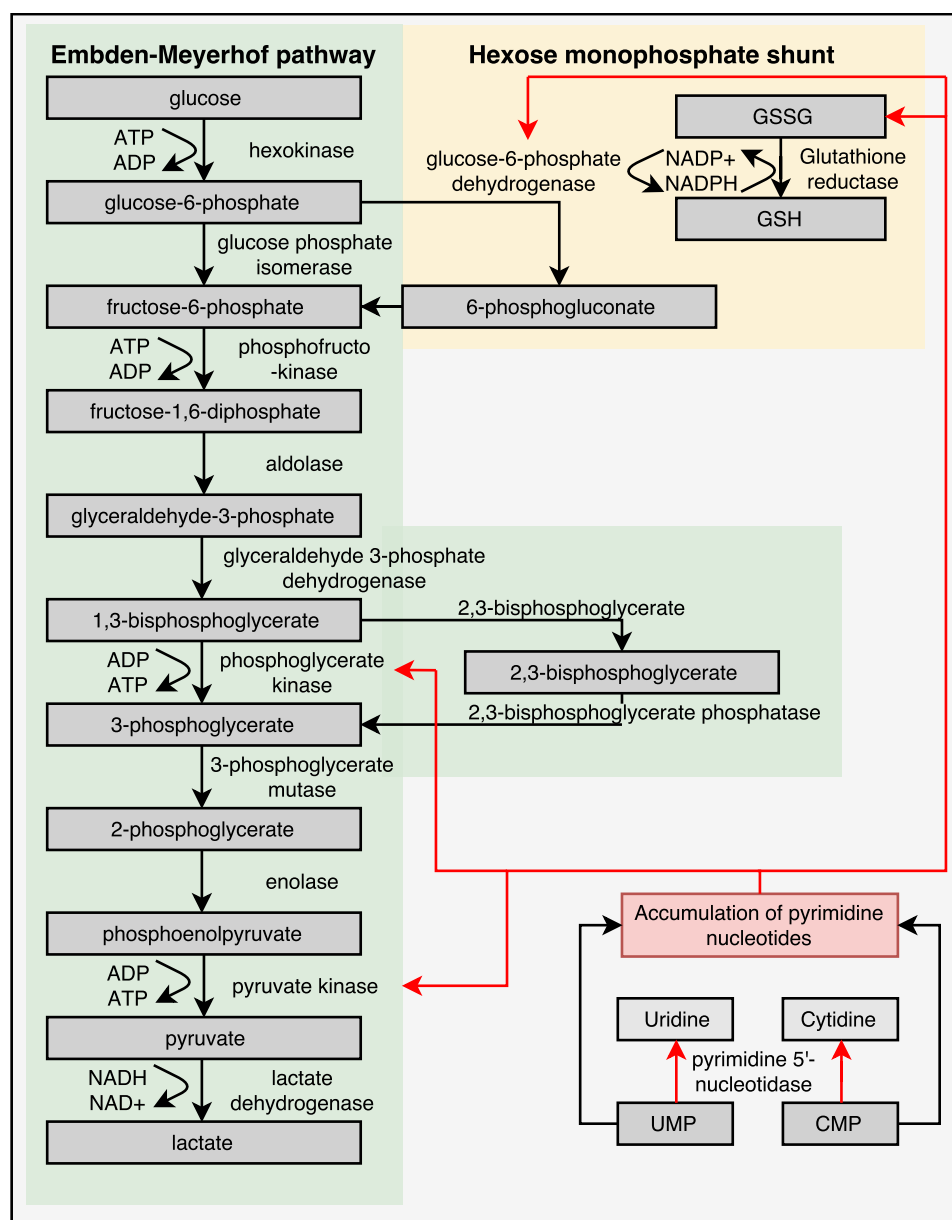 Embden-Meyerhof pathway
Hexose monophosphate shunt
glucose
ATP
ADP
hexokinase
glucose-6-phosphate
glucose phosphate
isomerase
fructose-6-phosphate
ATP
ADP
phosphofructo
-kinase
fructose-1,6-diphosphate
aldolase
glyceraldehyde-3-phosphate
glyceraldehyde 3-phosphate
dehydrogenase
1,3-bisphosphoglycerate
ADP
ATP
phosphoglycerate
kinase
3-phosphoglycerate
3-phosphoglycerate
mutase
2-phosphoglycerate
enolase
phosphoenolpyruvate
ADP
ATP
pyruvate kinase
pyruvate
NADH
NAD+
lactate
dehydrogenase
lactate
glucose-6-phosphate
dehydrogenase
GSSG
NADP+
NADPH
Glutathione
reductase
GSH
6-phosphogluconate
2,3-bisphosphoglycerate
2,3-bisphosphoglycerate
2,3-bisphosphoglycerate phosphatase
Accumulation of pyrimidine
nucleotides
Uridine
Cytidine
pyrimidine 5'-
nucleotidase
UMP
CMP